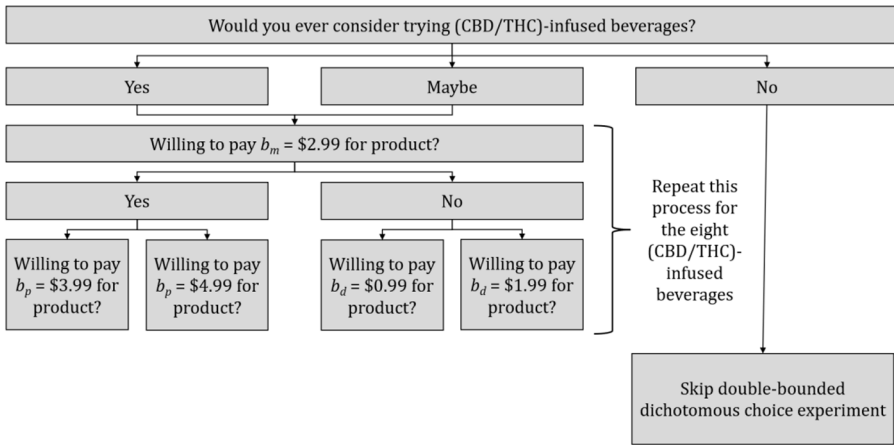 Would you ever consider trying (CBD/THC)-infused beverages?
Yes
Maybe
No
Willing to pay bₘ = $2.99 for product?
Yes
No
Willing to pay
bₚ = $3.99 for
product?
Willing to pay
bₚ = $4.99 for
product?
Willing to pay
b_d = $0.99 for
product?
Willing to pay
b_d = $1.99 for
product?
Repeat this
process for
the eight
(CBD/THC)-
infused
beverages
Skip double-bounded
dichotomous choice experiment